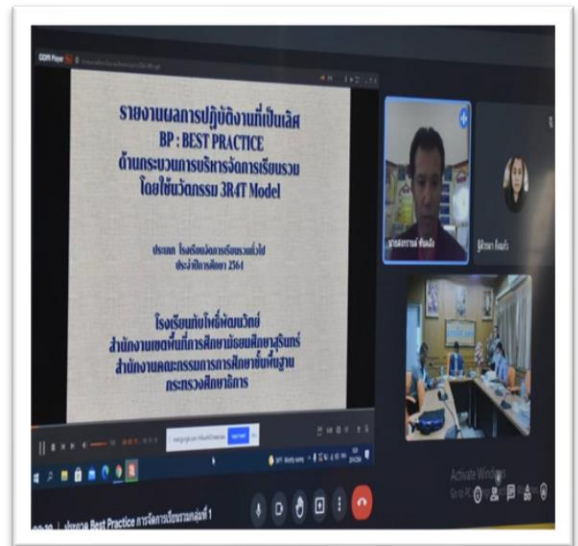 GOM Player
รายงานผลการปฏิบัติงานที่เป็นเลิศ
BP : BEST PRACTICE
ด้านกระบวนการบริหารจัดการเรียนรวม
โดยใช้นวัตกรรม 3R4T Model
ประเภท โรงเรียนจัดการเรียนรวมทั่วไป
ประจำปีการศึกษา 2564
โรงเรียนทับโพธิ์พัฒนวิทย์
สำนักงานเขตพื้นที่การศึกษามัธยมศึกษาสุรินทร์
สำนักงานคณะกรรมการการศึกษาขั้นพื้นฐาน
กระทรวงศึกษาธิการ
Activate Windows
ประกวด Best Practice การจัดการเรียนรวมกลุ่มที่ 1